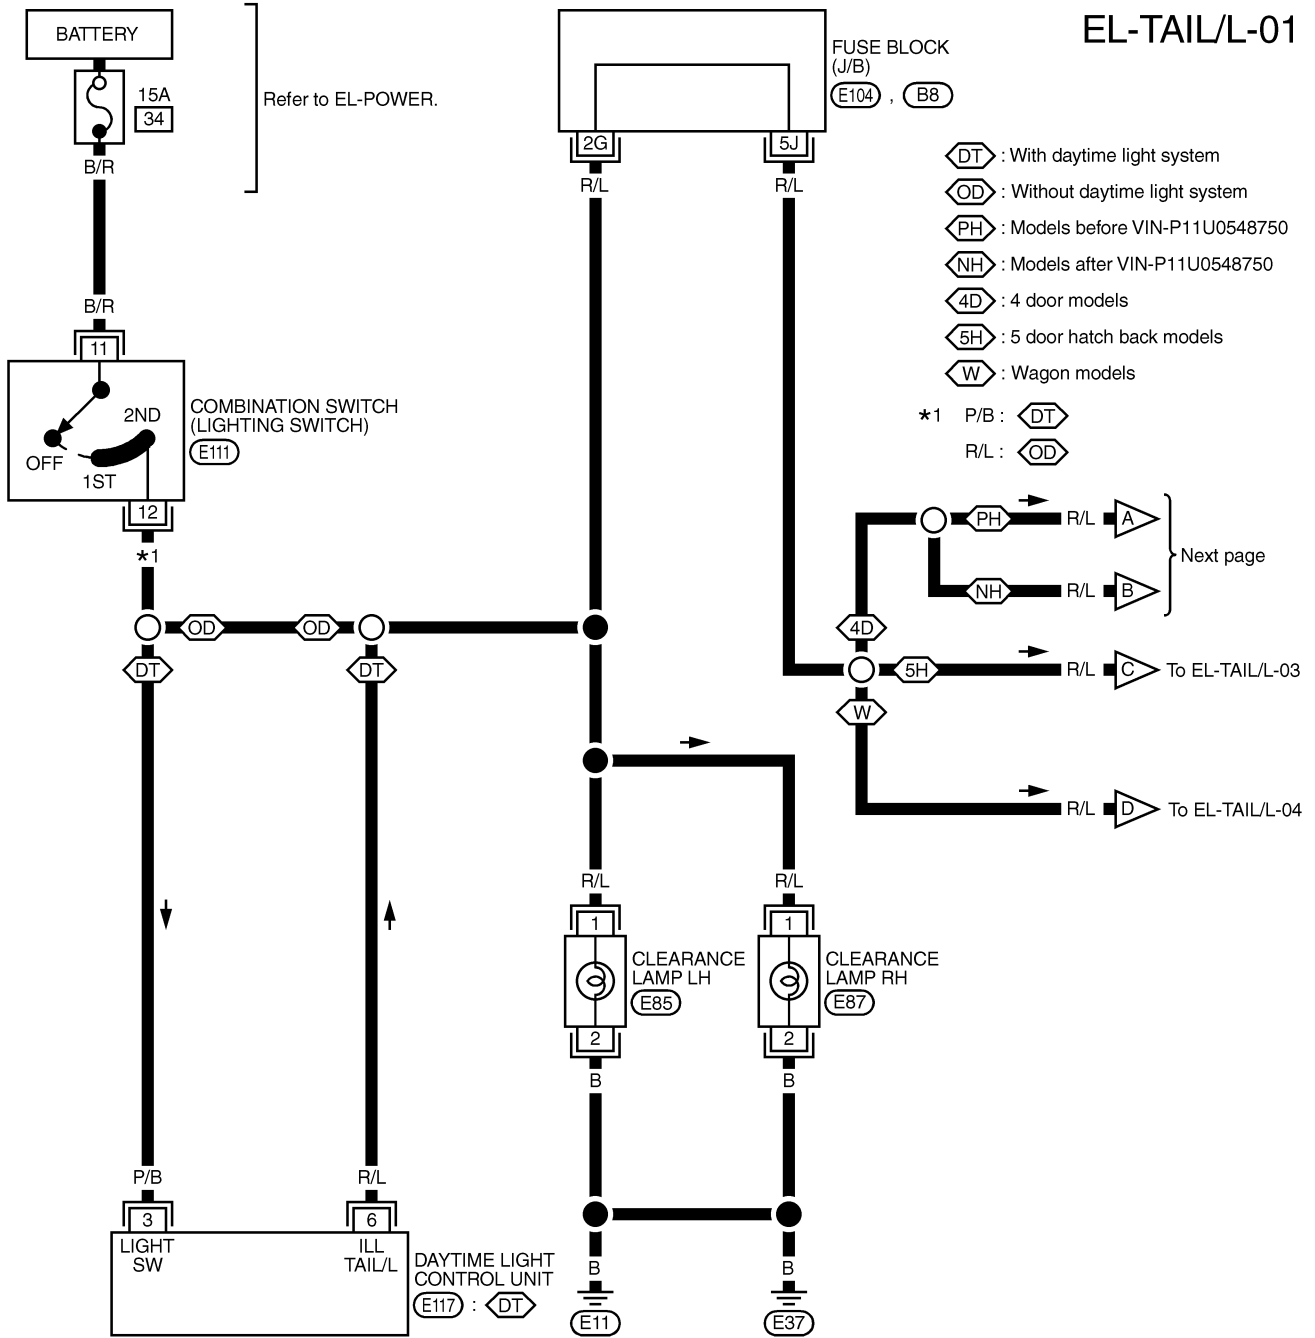 EL-TAIL/L-01
BATTERY
15A
34
Refer to EL-POWER.
B/R
B/R
11
2ND
OFF
1ST
COMBINATION SWITCH
(LIGHTING SWITCH)
E111
12
*1
FUSE BLOCK
(J/B)
E104 , B8
2G
5J
R/L
R/L
DT : With daytime light system
OD : Without daytime light system
PH : Models before VIN-P11U0548750
NH : Models after VIN-P11U0548750
4D : 4 door models
5H : 5 door hatch back models
W : Wagon models
*1 P/B : DT
R/L : OD
PH R/L A
NH R/L B
Next page
4D
5H R/L C To EL-TAIL/L-03
W
R/L D To EL-TAIL/L-04
OD
OD
DT
DT
R/L
R/L
1
1
CLEARANCE
LAMP LH
E85
CLEARANCE
LAMP RH
E87
2
2
B
B
P/B
R/L
3
6
LIGHT
SW
ILL
TAIL/L
DAYTIME LIGHT
CONTROL UNIT
E117 : DT
B
B
E11
E37